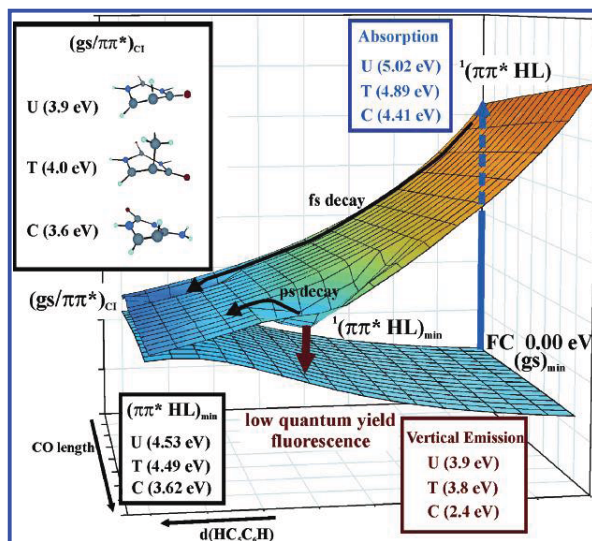 (gs/ππ*)CI
U (3.9 eV)
T (4.0 eV)
C (3.6 eV)
Absorption
U (5.02 eV)
T (4.89 eV)
C (4.41 eV)
¹(ππ* HL)
fs decay
ps decay
(gs/ππ*)CI
¹(ππ* HL)min
FC 0.00 eV
(gs)min
(ππ* HL)min
U (4.53 eV)
T (4.49 eV)
C (3.62 eV)
low quantum yield
fluorescence
Vertical Emission
U (3.9 eV)
T (3.8 eV)
C (2.4 eV)
CO length
d(HC5C6H)